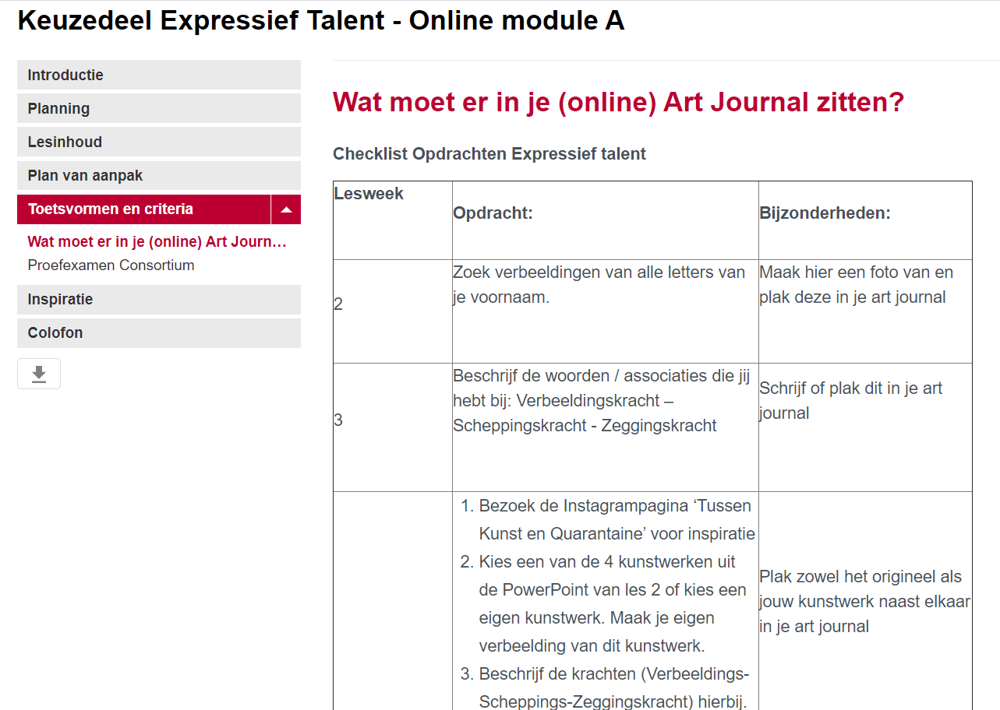 Keuzedeel Expressief Talent - Online module A
Introductie
Planning
Lesinhoud
Plan van aanpak
Toetsvormen en criteria
Wat moet er in je (online) Art Journ...
Proefexamen Consortium
Inspiratie
Colofon
Wat moet er in je (online) Art Journal zitten?
Checklist Opdrachten Expressief talent
Lesweek
Opdracht:
Bijzonderheden:
2
Zoek verbeeldingen van alle letters van
je voornaam.
Maak hier een foto van en
plak deze in je art journal
3
Beschrijf de woorden / associaties die jij
hebt bij: Verbeeldingskracht –
Scheppingskracht - Zeggingskracht
Schrijf of plak dit in je art
journal
1. Bezoek de Instagrampagina ‘Tussen
Kunst en Quarantaine’ voor inspiratie
2. Kies een van de 4 kunstwerken uit
de PowerPoint van les 2 of kies een
eigen kunstwerk. Maak je eigen
verbeelding van dit kunstwerk.
3. Beschrijf de krachten (Verbeeldings-
Scheppings-Zeggingskracht) hierbij.
Plak zowel het origineel als
jouw kunstwerk naast elkaar
in je art journal